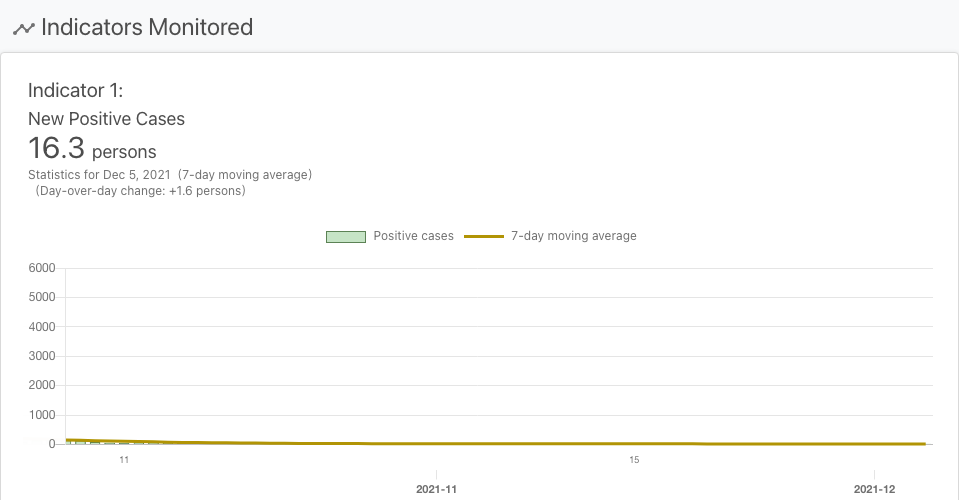 Indicators Monitored
Indicator 1:
New Positive Cases
16.3 persons
Statistics for Dec 5, 2021 (7-day moving average)
(Day-over-day change: +1.6 persons)
Positive cases 7-day moving average
6000
5000
4000
3000
2000
1000
0
11 15
2021-11 2021-12